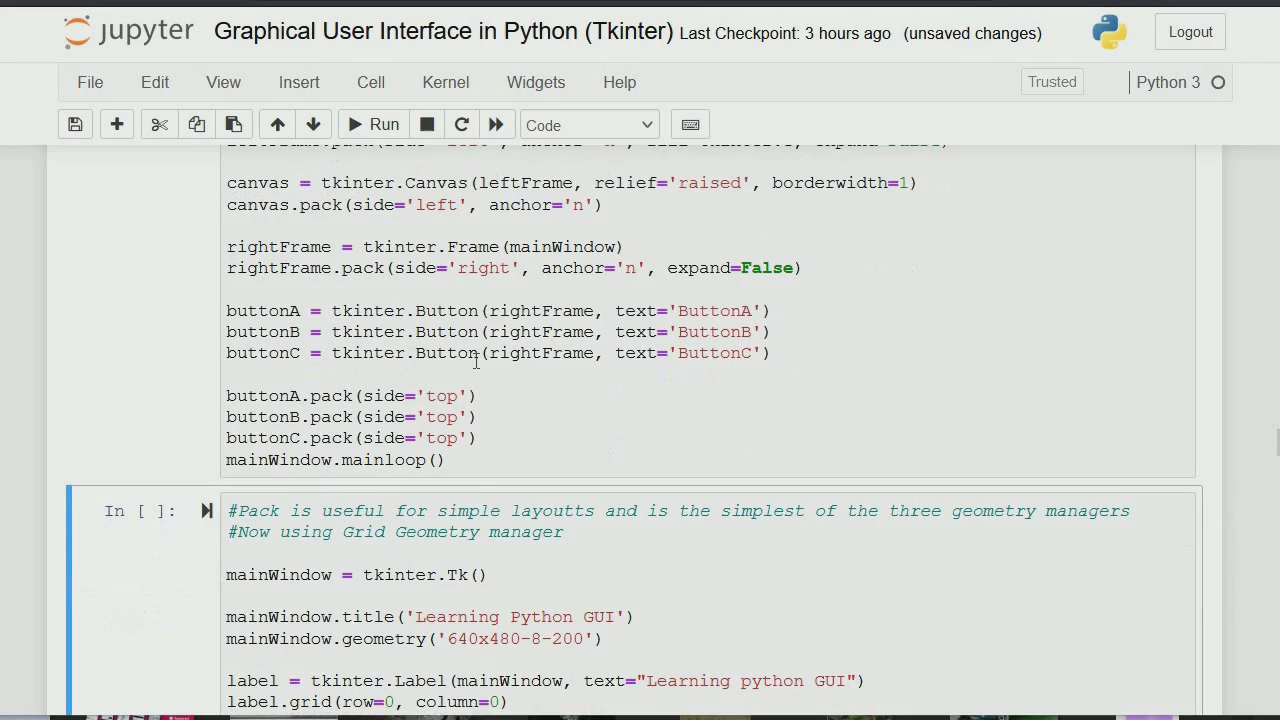 jupyter Graphical User Interface in Python (Tkinter) Last Checkpoint: 3 hours ago (unsaved changes) Logout
File Edit View Insert Cell Kernel Widgets Help Trusted Python 3
Run Code
canvas = tkinter.Canvas(leftFrame, relief='raised', borderwidth=1)
canvas.pack(side='left', anchor='n')
rightFrame = tkinter.Frame(mainWindow)
rightFrame.pack(side='right', anchor='n', expand=False)
buttonA = tkinter.Button(rightFrame, text='ButtonA')
buttonB = tkinter.Button(rightFrame, text='ButtonB')
buttonC = tkinter.Button(rightFrame, text='ButtonC')
buttonA.pack(side='top')
buttonB.pack(side='top')
buttonC.pack(side='top')
mainWindow.mainloop()
In [ ]: #Pack is useful for simple layoutts and is the simplest of the three geometry managers
#Now using Grid Geometry manager
mainWindow = tkinter.Tk()
mainWindow.title('Learning Python GUI')
mainWindow.geometry('640x480-8-200')
label = tkinter.Label(mainWindow, text="Learning python GUI")
label.grid(row=0, column=0)